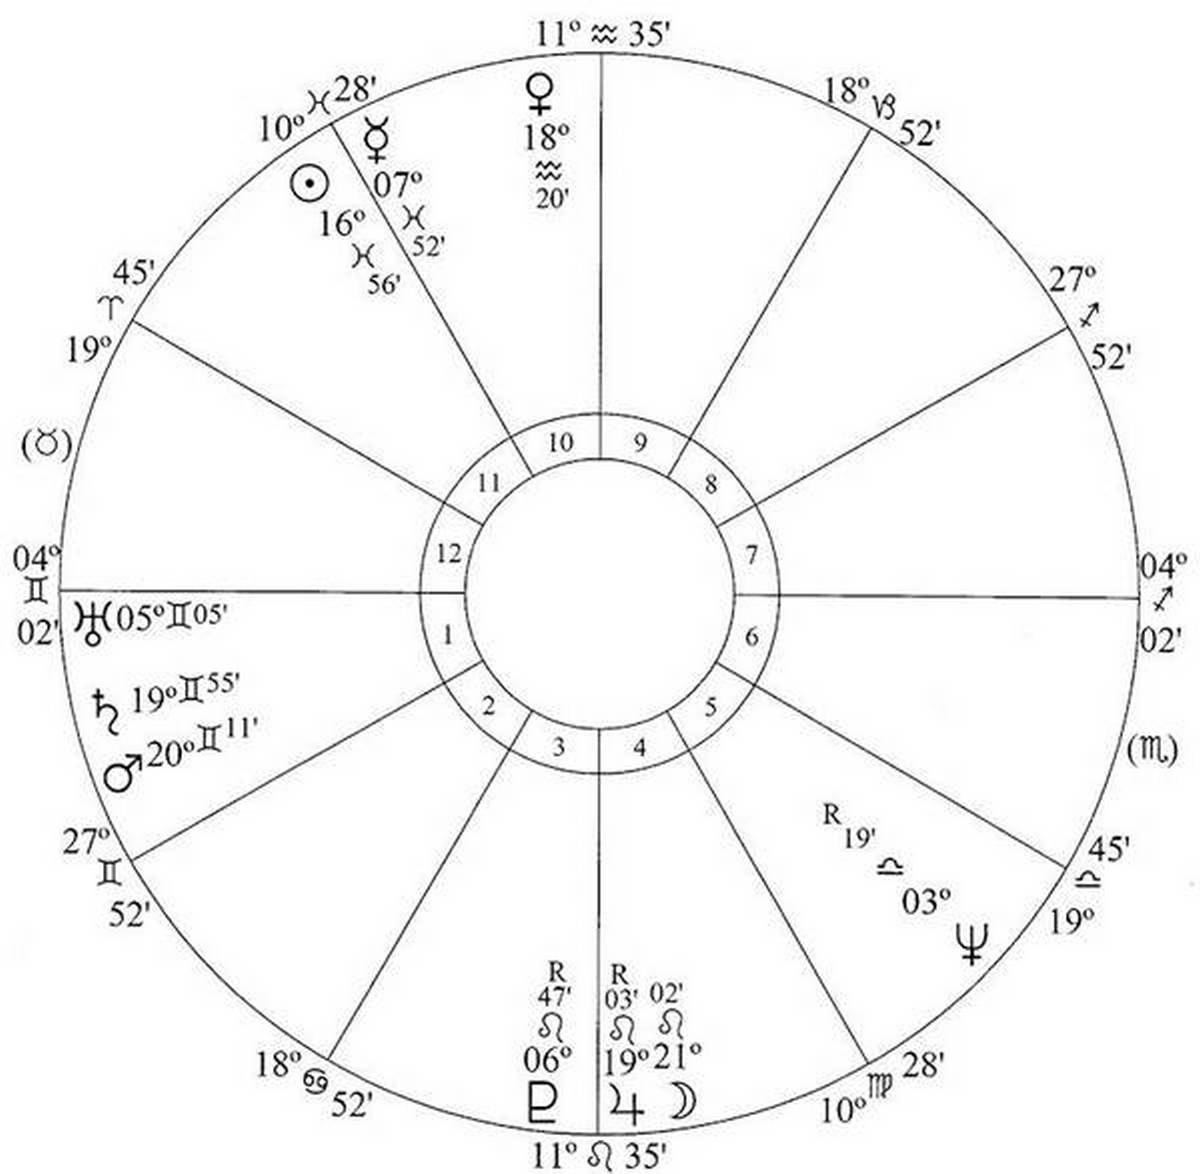 11° ♒ 35'
18° ♑ 52'
27° ♐ 52'
04° ♐ 02'
(♏)
45' ♎ 19°
10° ♍ 28'
11° ♌ 35'
18° ♋ 52'
27° ♊ 52'
04° ♊ 02'
(♉)
45' ♈ 19°
10° ♓ 28'
♀ 18° ♒ 20'
☿ 07° ♓ 52'
☉ 16° ♓ 56'
♅ 05° ♊ 05'
♄ 19° ♊ 55'
♂ 20° ♊ 11'
R 47' ♌ 06° ♇
R 03' ♌ 19° ♃
02' ♌ 21° ☽
R 19' ♎ 03° ♆
10
9
8
7
6
5
4
3
2
1
12
11